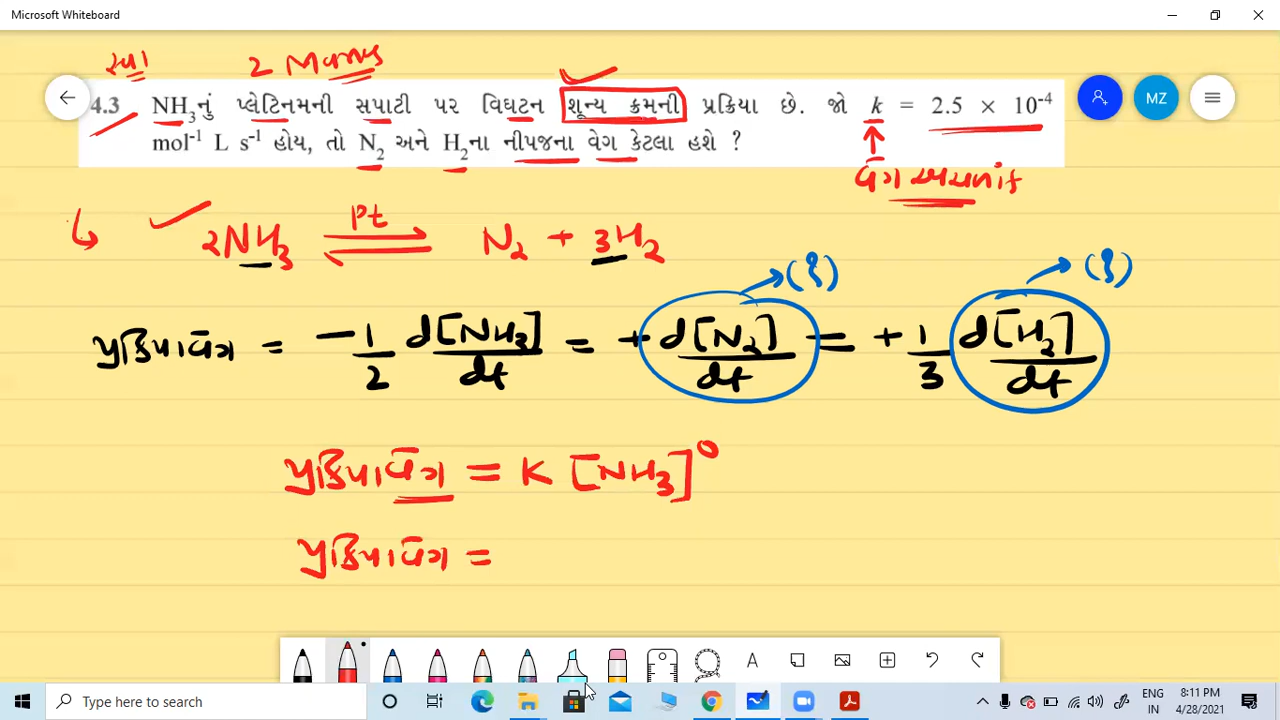 Microsoft Whiteboard
2 Marks
4.3 NH3નું પ્લેટિનમની સપાટી પર વિઘટન શૂન્ય ક્રમની પ્રક્રિયા છે. જો k = 2.5 × 10-4
MZ
mol-1 L s-1 હોય, તો N2 અને H2ના નીપજના વેગ કેટલા હશે ?
વેગ અચળાંક
Pt
2NH3 ⇌ N2 + 3H2
(?) (?)
પ્રક્રિયાવેગ = -1/2 d[NH3]/dt = +d[N2]/dt = +1/3 d[H2]/dt
પ્રક્રિયાવેગ = K [NH3]0
પ્રક્રિયાવેગ =
A
Type here to search
ENG
IN
8:11 PM
4/28/2021